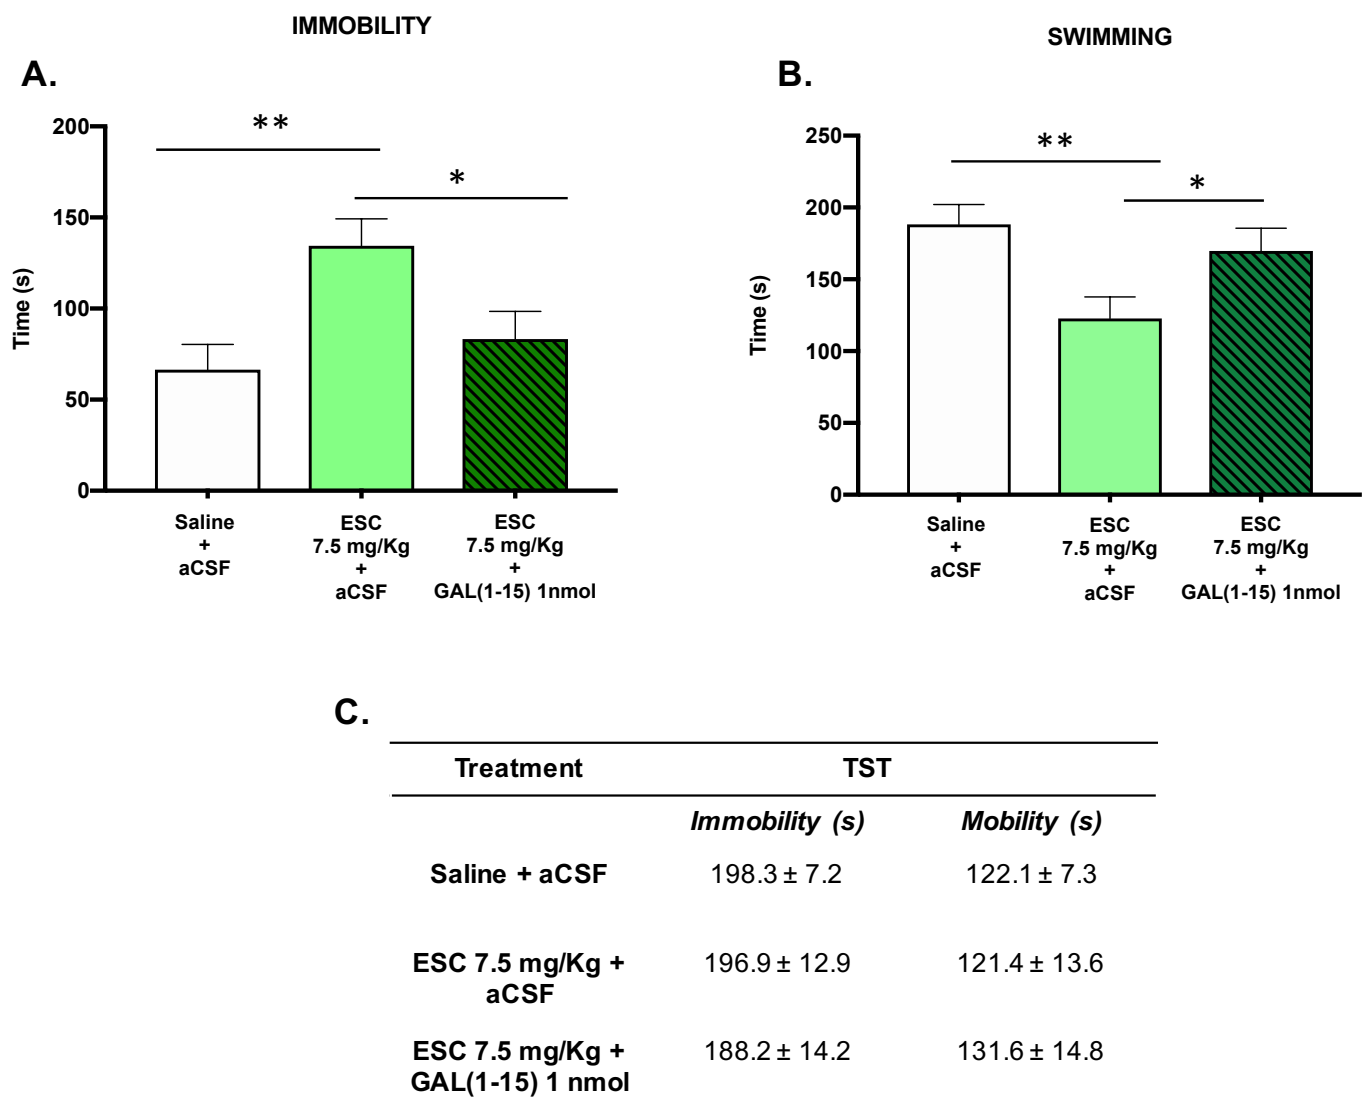 IMMOBILITY
A.
**
*
200
150
100
50
0
Time (s)
Saline
+
aCSF
ESC
7.5 mg/Kg
+
aCSF
ESC
7.5 mg/Kg
+
GAL(1-15) 1nmol
SWIMMING
B.
**
*
250
200
150
100
50
0
Time (s)
Saline
+
aCSF
ESC
7.5 mg/Kg
+
aCSF
ESC
7.5 mg/Kg
+
GAL(1-15) 1nmol
C.
Treatment TST
Immobility (s) Mobility (s)
Saline + aCSF 198.3 ± 7.2 122.1 ± 7.3
ESC 7.5 mg/Kg + 196.9 ± 12.9 121.4 ± 13.6
aCSF
ESC 7.5 mg/Kg + 188.2 ± 14.2 131.6 ± 14.8
GAL(1-15) 1 nmol